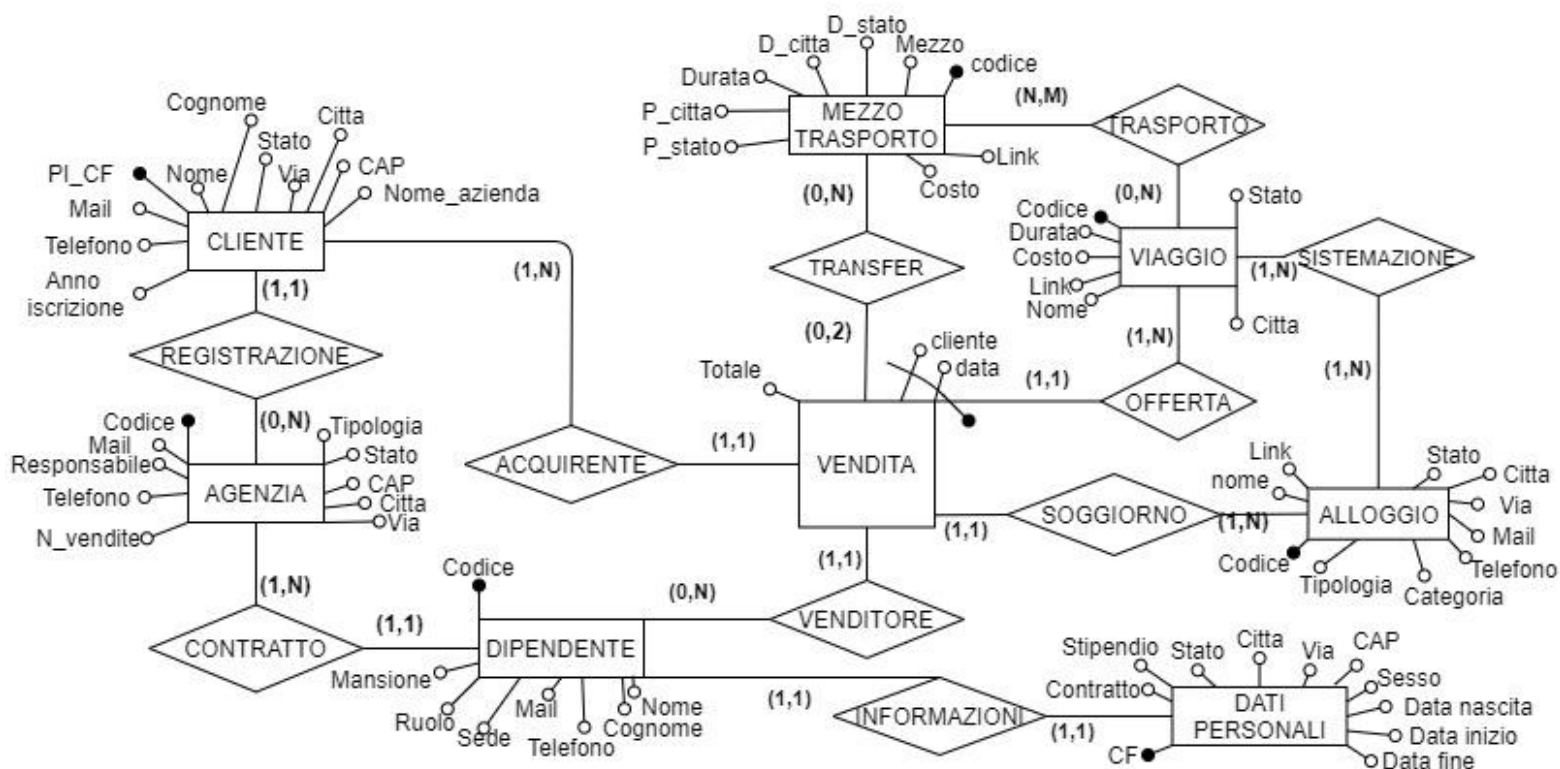 D_stato
D_citta
Mezzo
codice
Durata
P_citta
P_stato
MEZZO
TRASPORTO
Link
Costo
(N,M)
TRASPORTO
Cognome
Citta
Stato
Nome
Via
CAP
PI_CF
Nome_azienda
Mail
Telefono
Anno
iscrizione
CLIENTE
(1,1)
(1,N)
(0,N)
TRANSFER
(0,2)
(0,N)
Stato
Codice
Durata
Costo
Link
Nome
VIAGGIO
Citta
(1,N)
SISTEMAZIONE
(1,N)
(1,N)
REGISTRAZIONE
(0,N)
cliente
data
Totale
(1,1)
OFFERTA
Codice
Mail
Responsabile
Telefono
N_vendite
AGENZIA
Tipologia
Stato
CAP
Citta
Via
ACQUIRENTE
(1,1)
VENDITA
(1,1)
SOGGIORNO
(1,N)
Link
nome
Stato
Citta
Via
Mail
Telefono
ALLOGGIO
Codice
Tipologia
Categoria
(1,N)
CONTRATTO
(1,1)
Codice
(0,N)
(1,1)
VENDITORE
DIPENDENTE
Mansione
Ruolo
Sede
Mail
Telefono
Nome
Cognome
(1,1)
INFORMAZIONI
(1,1)
Stipendio
Contratto
Stato
Citta
Via
CAP
Sesso
Data nascita
Data inizio
Data fine
DATI
PERSONALI
CF